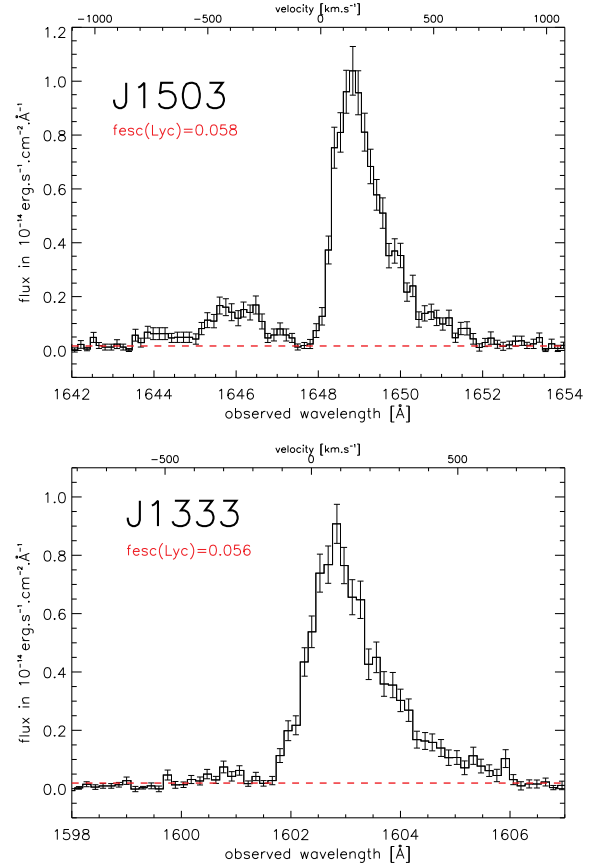 velocity [km.s⁻¹]
-1000 -500 0 500 1000
1.2
1.0
0.8
0.6
0.4
0.2
0.0
flux in 10⁻¹⁴ erg.s⁻¹.cm⁻².Å⁻¹
J1503
fesc(Lyc)=0.058
1642 1644 1646 1648 1650 1652 1654
observed wavelength [Å]
velocity [km.s⁻¹]
-500 0 500
1.0
0.8
0.6
0.4
0.2
0.0
flux in 10⁻¹⁴ erg.s⁻¹.cm⁻².Å⁻¹
J1333
fesc(Lyc)=0.056
1598 1600 1602 1604 1606
observed wavelength [Å]